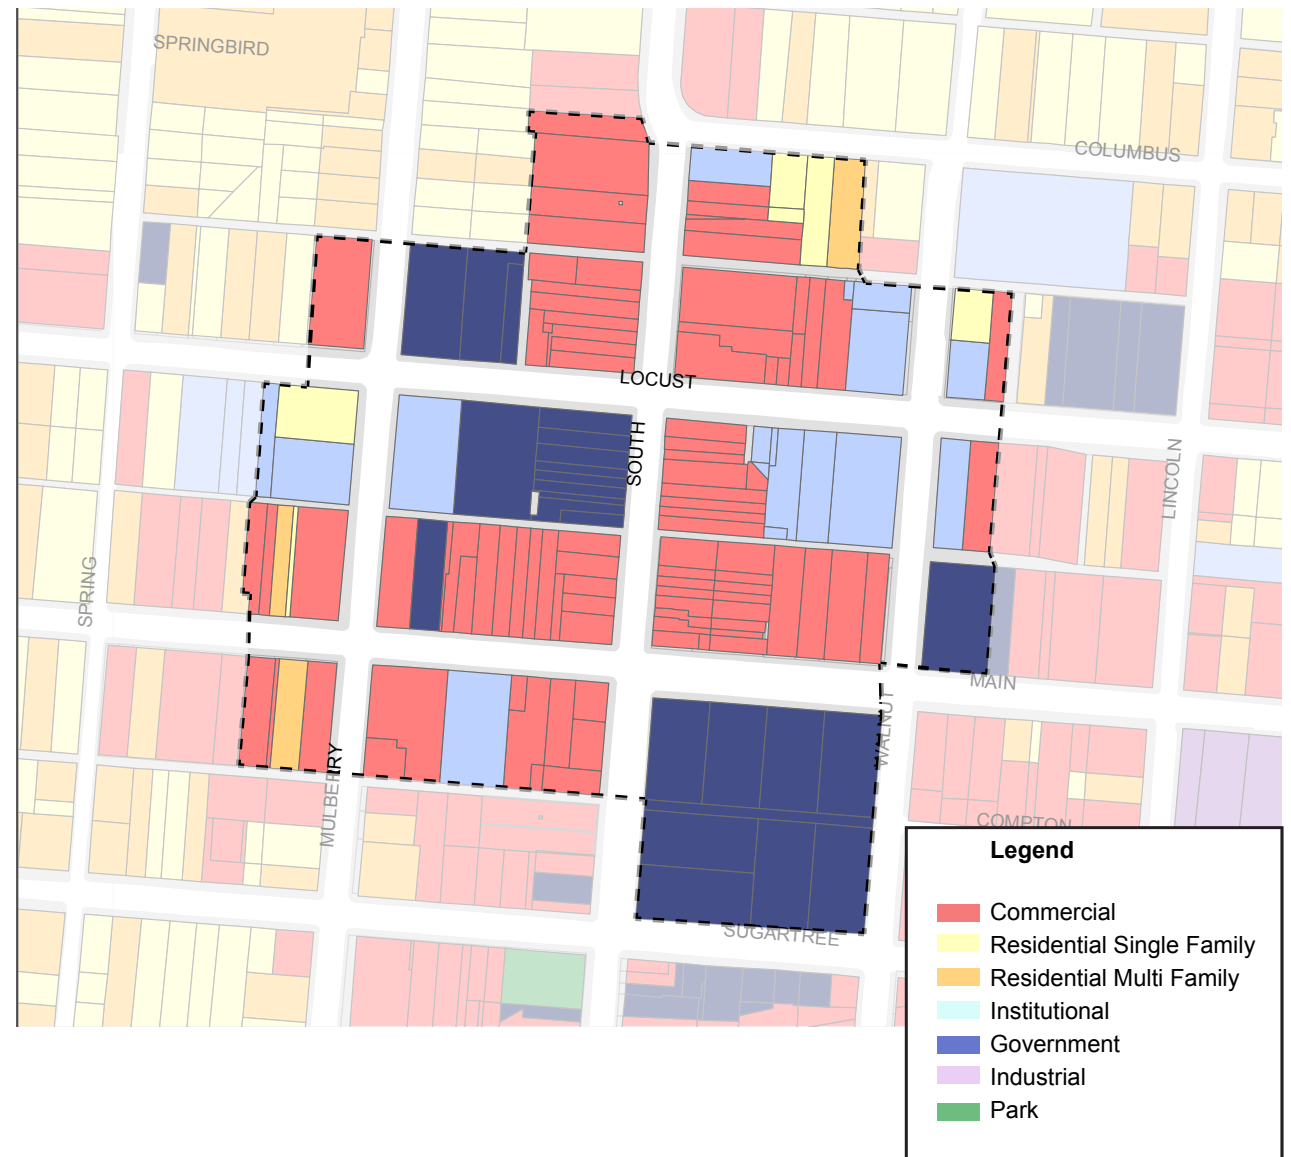 SPRINGBIRD
COLUMBUS
LOCUST
SOUTH
LINCOLN
SPRING
MAIN
WALNUT
MULBERRY
COMPTON
SUGARTREE
Legend
Commercial
Residential Single Family
Residential Multi Family
Institutional
Government
Industrial
Park